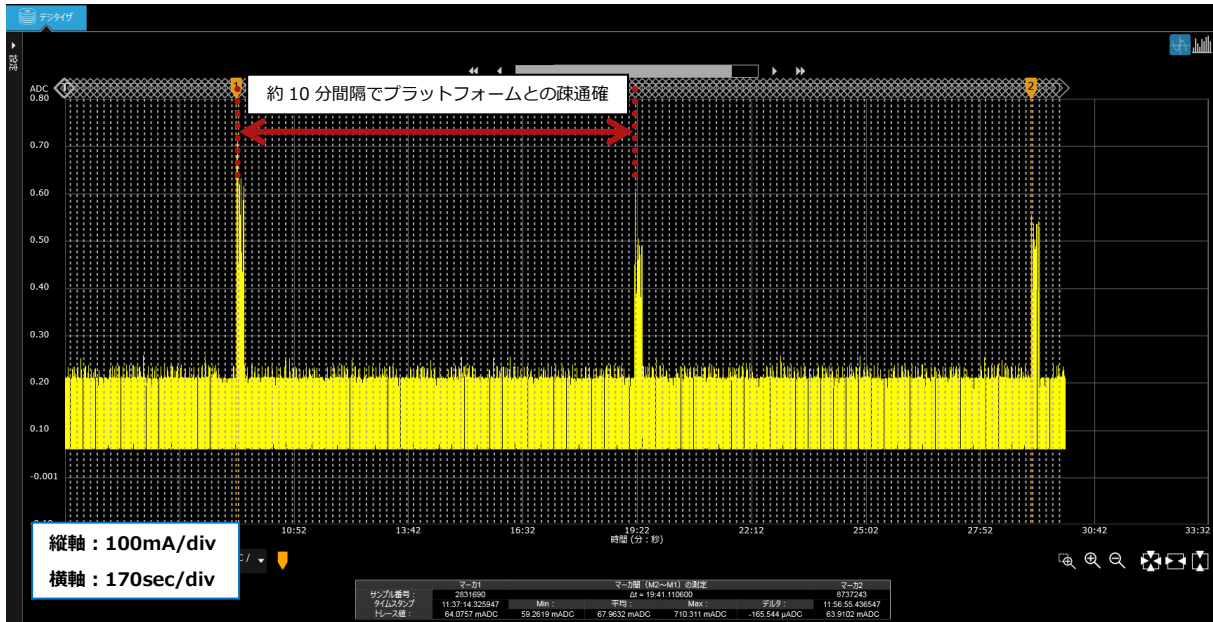 デジタイザ
設定
ADC
1
約 10 分間隔でプラットフォームとの疎通確
2
0.80
0.70
0.60
0.50
0.40
0.30
0.20
0.10
-0.001
10:52 13:42 16:32 19:22 22:12 25:02 27:52 30:42 33:32
時間 (分:秒)
縦軸:100mA/div
横軸:170sec/div
マーカ1 マーカ間(M2~M1)の測定 マーカ2
サンプル番号: 2831690 Δt = 19:41.110600 8737243
タイムスタンプ 11:37:14.325947 Min: 平均: Max: デルタ: 11:56:55.436547
トレース値: 64.0757 mADC 59.2619 mADC 67.9632 mADC 710.311 mADC -165.544 µADC 63.9102 mADC